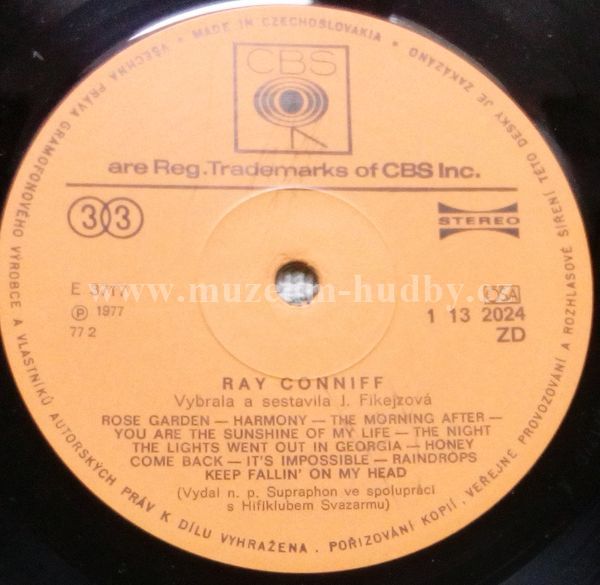 VŠECHNA PRÁVA GRAMOFONOVÉHO VÝROBCE A VLASTNÍKŮ AUTORSKÝCH PRÁV K DÍLU VYHRAŽENA. POŘIZOVÁNÍ KOPIÍ, VEŘEJNÉ PROVOZOVÁNÍ A ROZHLASOVÉ ŠÍŘENÍ TÉTO DESKY JE ZAKÁZÁNO • MADE IN CZECHOSLOVAKIA •
CBS
are Reg. Trademarks of CBS Inc.
33
STEREO
www.muzeum-hudby.cz
OSA
℗ 1977
1 13 2024
77 2
ZD
RAY CONNIFF
Vybrala a sestavila J. Fikejzová
ROSE GARDEN — HARMONY — THE MORNING AFTER —
YOU ARE THE SUNSHINE OF MY LIFE — THE NIGHT
THE LIGHTS WENT OUT IN GEORGIA — HONEY
COME BACK — IT'S IMPOSSIBLE — RAINDROPS
KEEP FALLIN' ON MY HEAD
(Vydal n. p. Supraphon ve spolupráci
s Hifiklubem Svazarmu)